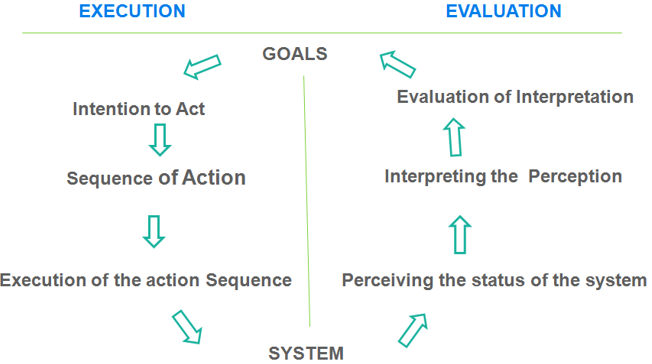 EXECUTION
EVALUATION
GOALS
Intention to Act
Evaluation of Interpretation
Sequence of Action
Interpreting the Perception
Execution of the action Sequence
Perceiving the status of the system
SYSTEM